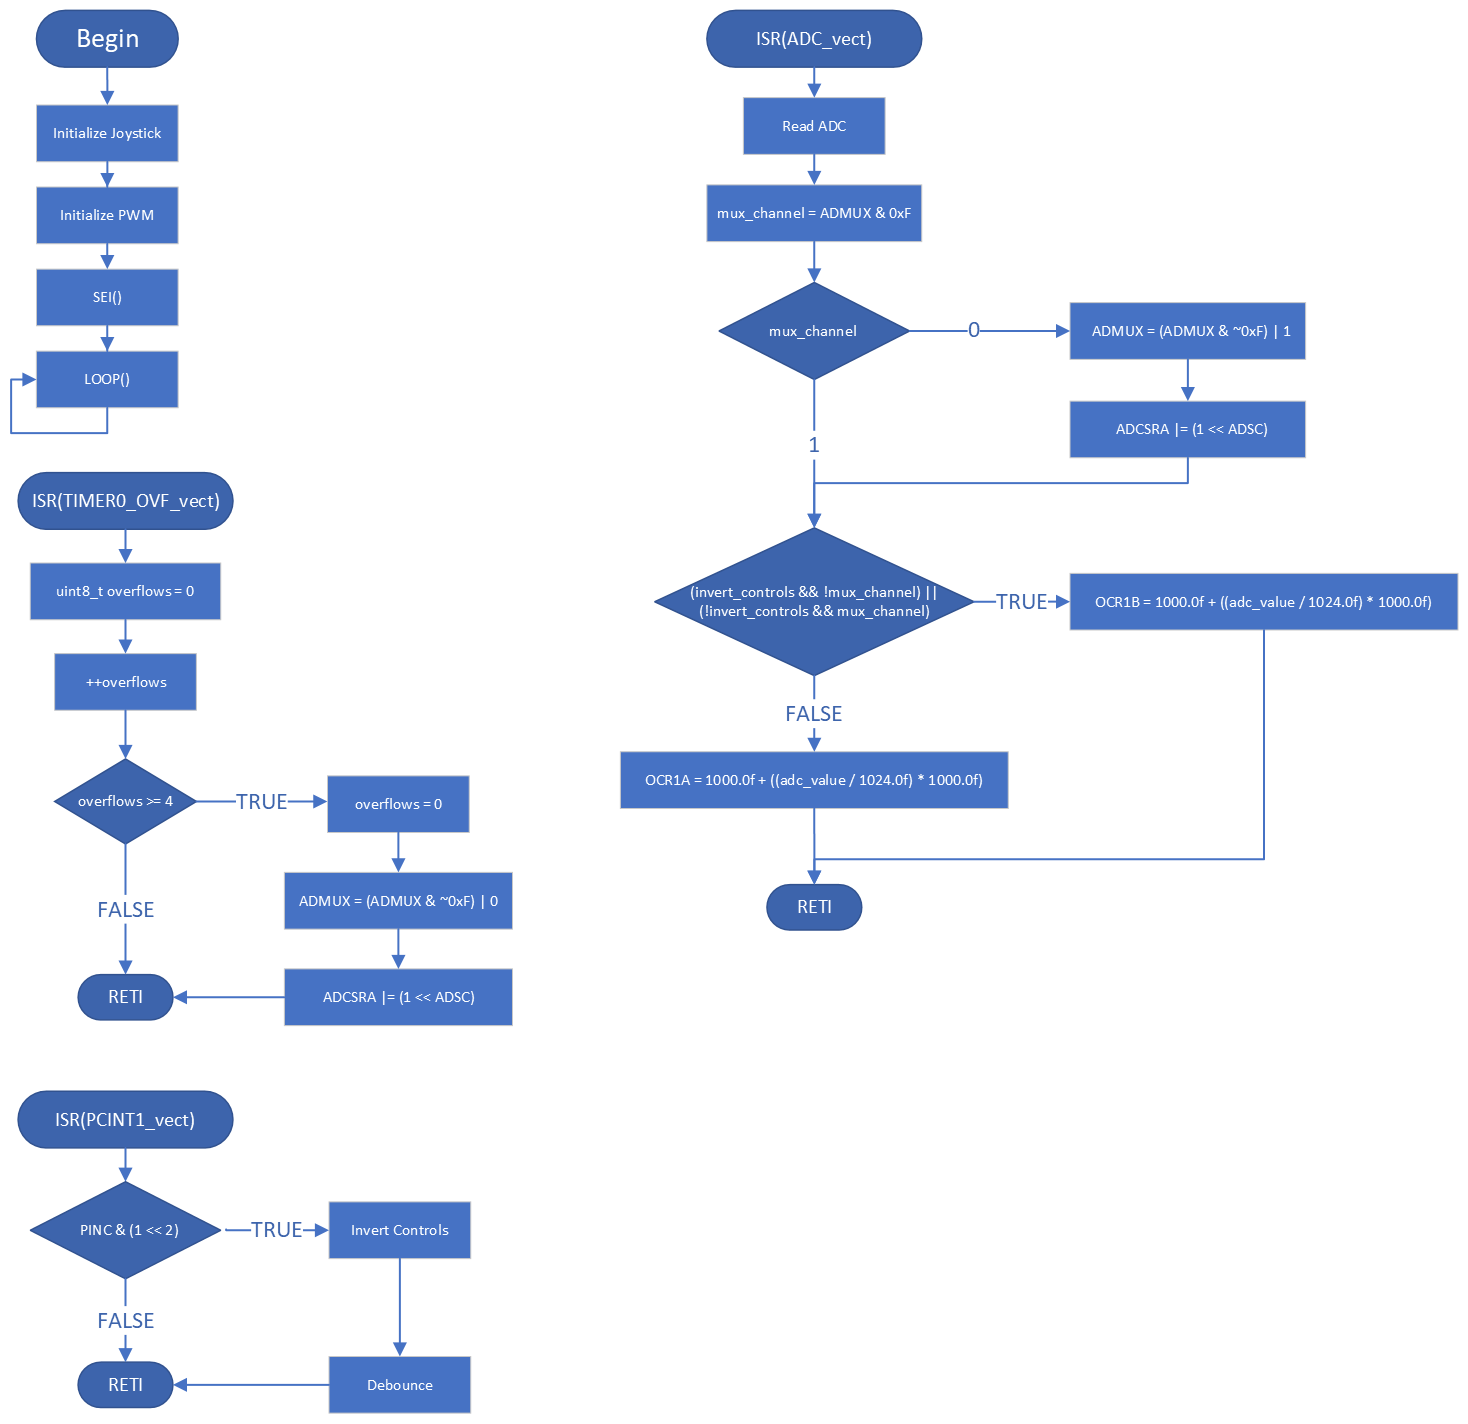 Begin
Initialize Joystick
Initialize PWM
SEI()
LOOP()
ISR(TIMER0_OVF_vect)
uint8_t overflows = 0
++overflows
overflows >= 4
TRUE
overflows = 0
FALSE
ADMUX = (ADMUX & ~0xF) | 0
ADCSRA |= (1 << ADSC)
RETI
ISR(PCINT1_vect)
PINC & (1 << 2)
TRUE
Invert Controls
FALSE
Debounce
RETI
ISR(ADC_vect)
Read ADC
mux_channel = ADMUX & 0xF
mux_channel
0
ADMUX = (ADMUX & ~0xF) | 1
ADCSRA |= (1 << ADSC)
1
(invert_controls && !mux_channel) ||
(!invert_controls && mux_channel)
TRUE
OCR1B = 1000.0f + ((adc_value / 1024.0f) * 1000.0f)
FALSE
OCR1A = 1000.0f + ((adc_value / 1024.0f) * 1000.0f)
RETI